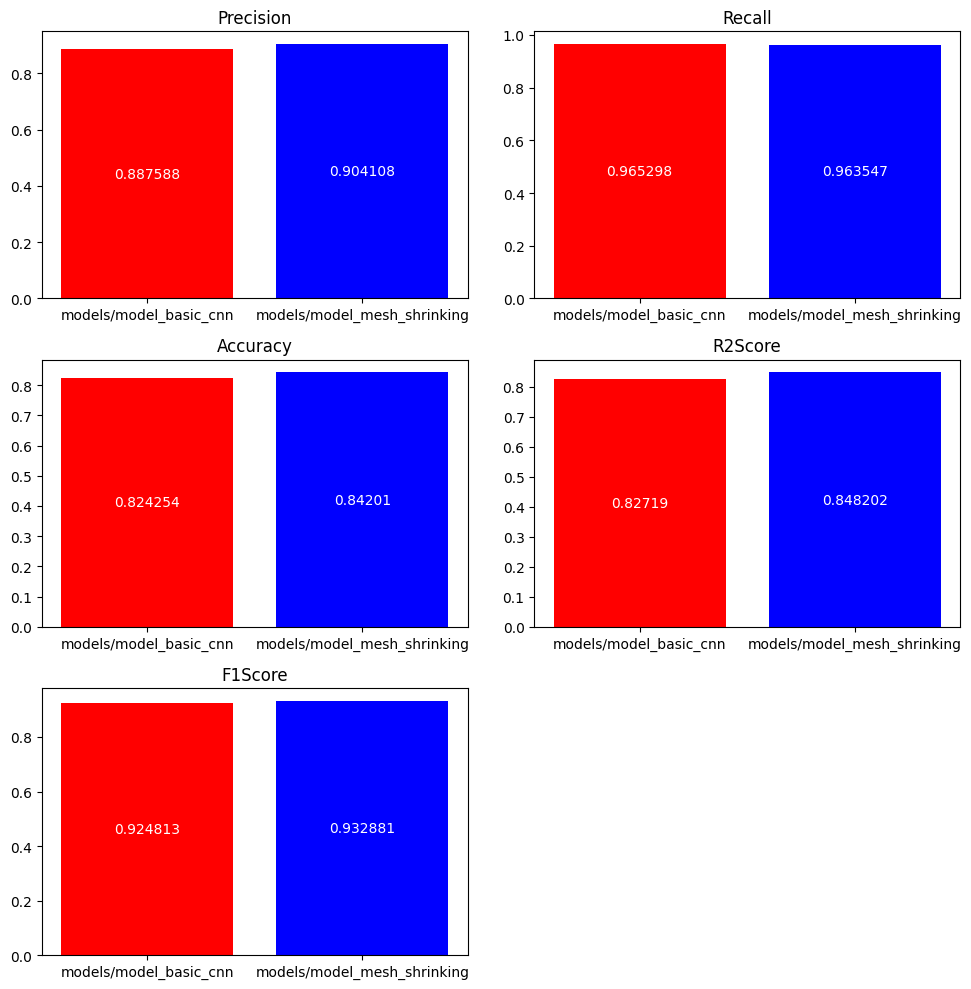 Precision
0.8
0.6
0.4
0.2
0.0
0.887588
0.904108
models/model_basic_cnn
models/model_mesh_shrinking
Recall
1.0
0.8
0.6
0.4
0.2
0.0
0.965298
0.963547
models/model_basic_cnn
models/model_mesh_shrinking
Accuracy
0.8
0.7
0.6
0.5
0.4
0.3
0.2
0.1
0.0
0.824254
0.84201
models/model_basic_cnn
models/model_mesh_shrinking
R2Score
0.8
0.7
0.6
0.5
0.4
0.3
0.2
0.1
0.0
0.82719
0.848202
models/model_basic_cnn
models/model_mesh_shrinking
F1Score
0.8
0.6
0.4
0.2
0.0
0.924813
0.932881
models/model_basic_cnn
models/model_mesh_shrinking